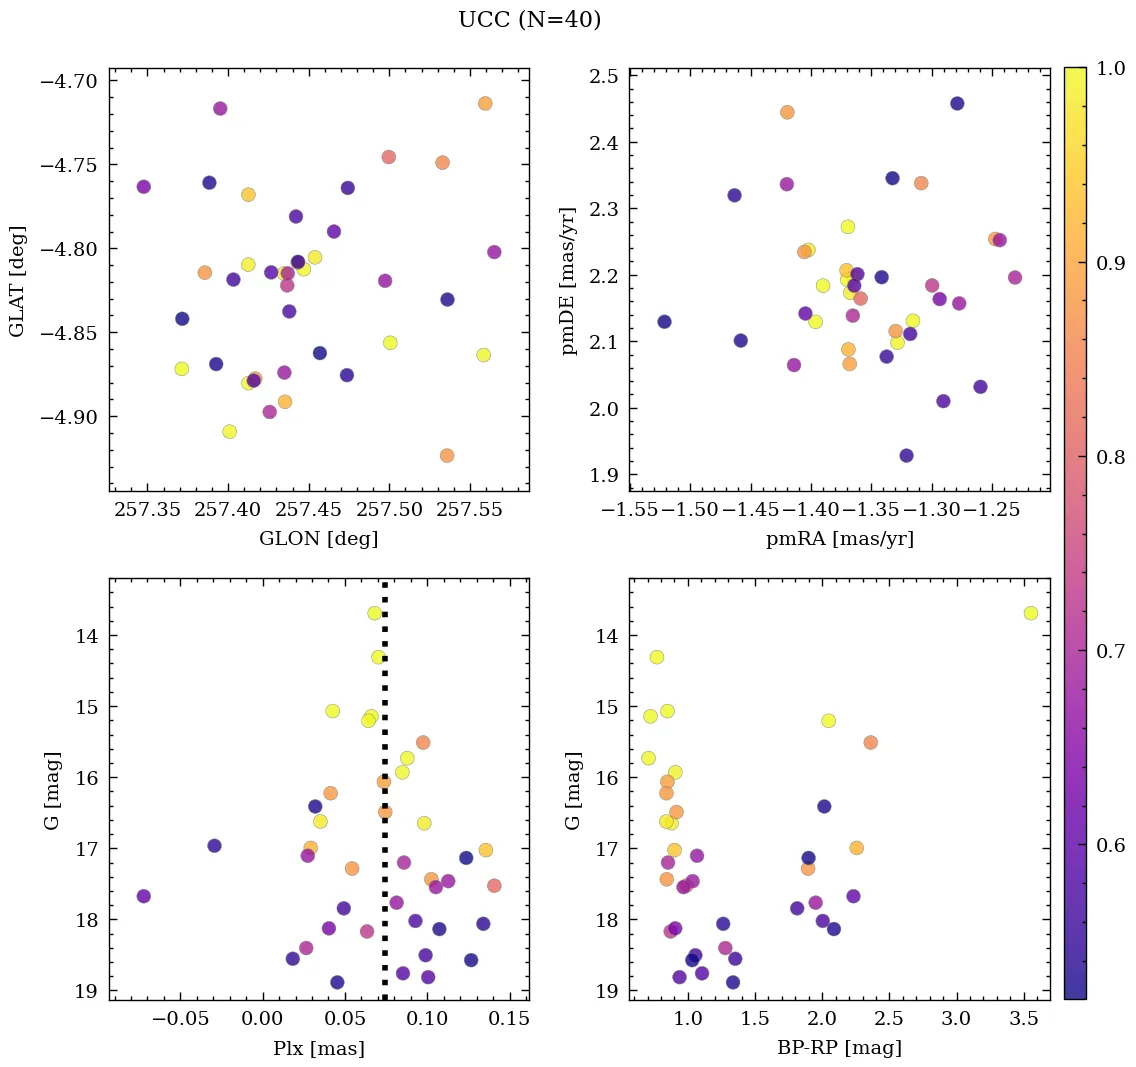 UCC (N=40)
−4.70
−4.75
−4.80
−4.85
−4.90
GLAT [deg]
257.35 257.40 257.45 257.50 257.55
GLON [deg]
2.5
2.4
2.3
2.2
2.1
2.0
1.9
pmDE [mas/yr]
−1.55 −1.50 −1.45 −1.40 −1.35 −1.30 −1.25
pmRA [mas/yr]
14
15
16
17
18
19
G [mag]
−0.05 0.00 0.05 0.10 0.15
Plx [mas]
14
15
16
17
18
19
G [mag]
1.0 1.5 2.0 2.5 3.0 3.5
BP-RP [mag]
1.0
0.9
0.8
0.7
0.6